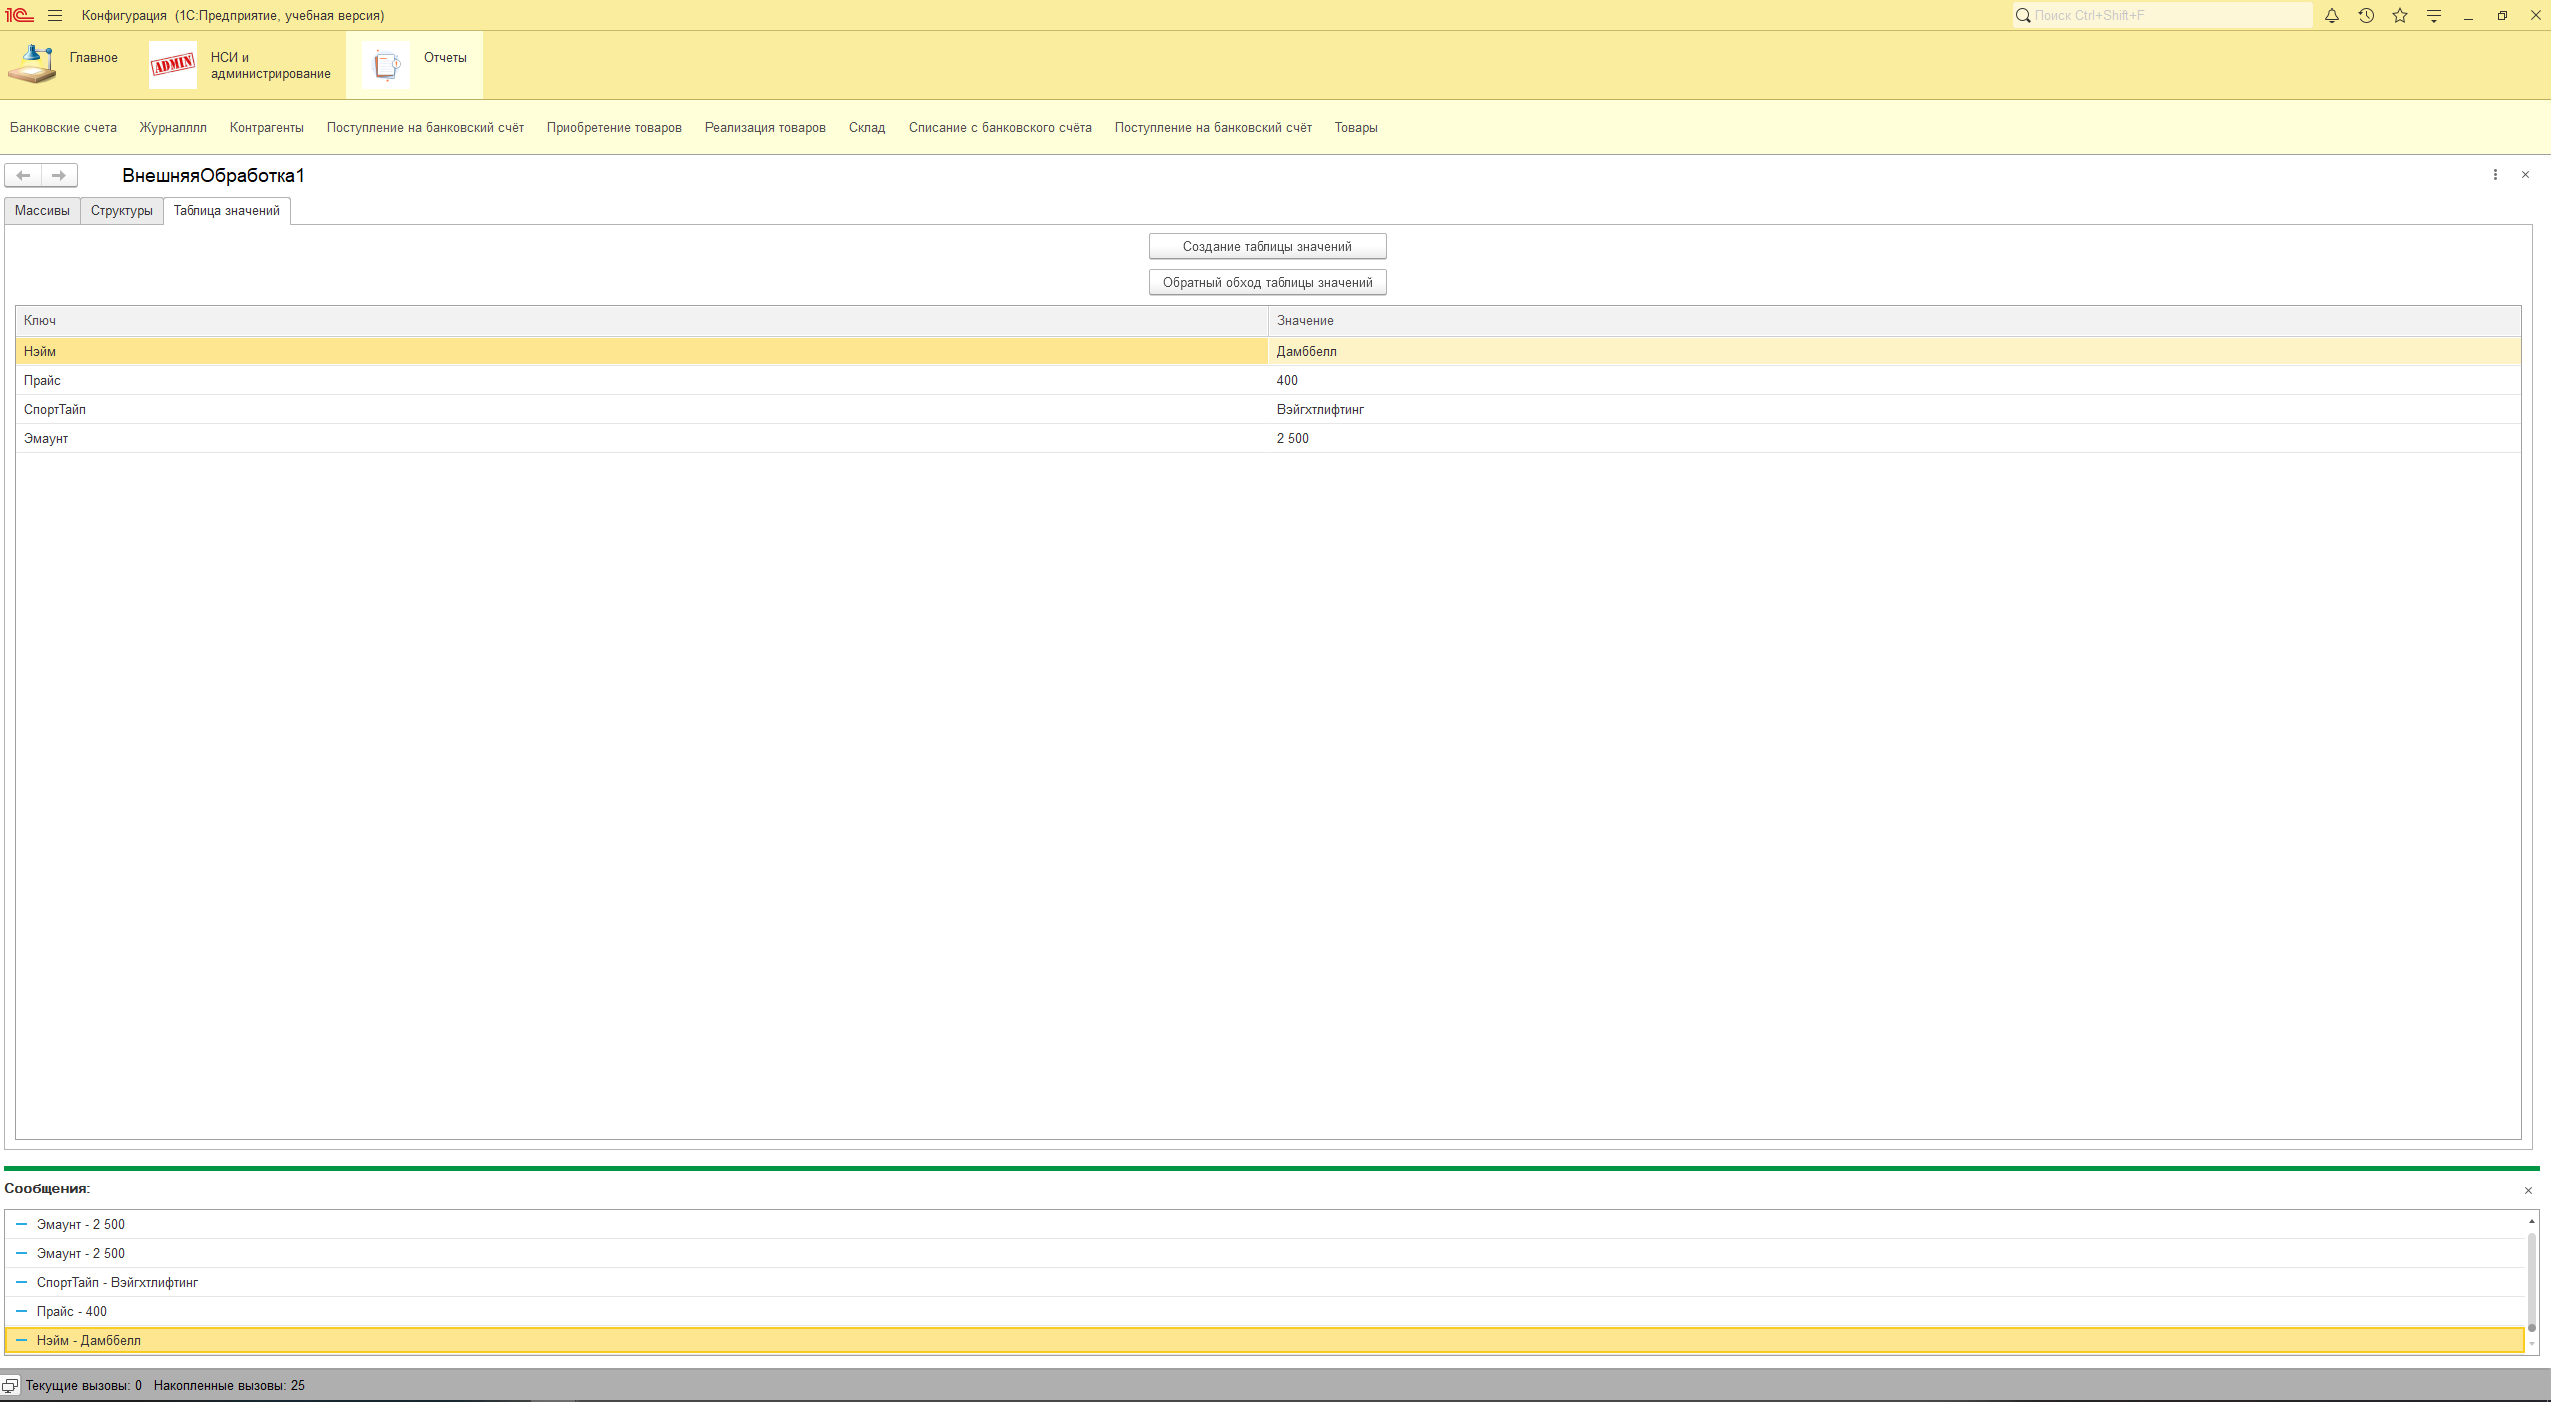 1С Конфигурация (1С:Предприятие, учебная версия) Поиск Ctrl+Shift+F
Главное
ADMIN
НСИ и
администрирование
Отчеты
Банковские счета Журналллл Контрагенты Поступление на банковский счёт Приобретение товаров Реализация товаров Склад Списание с банковского счёта Поступление на банковский счёт Товары
ВнешняяОбработка1
Массивы Структуры Таблица значений
Создание таблицы значений
Обратный обход таблицы значений
Ключ Значение
Нэйм Дамббелл
Прайс 400
СпортТайп Вэйгхтлифтинг
Эмаунт 2 500
Сообщения:
Эмаунт - 2 500
Эмаунт - 2 500
СпортТайп - Вэйгхтлифтинг
Прайс - 400
Нэйм - Дамббелл
Текущие вызовы: 0 Накопленные вызовы: 25